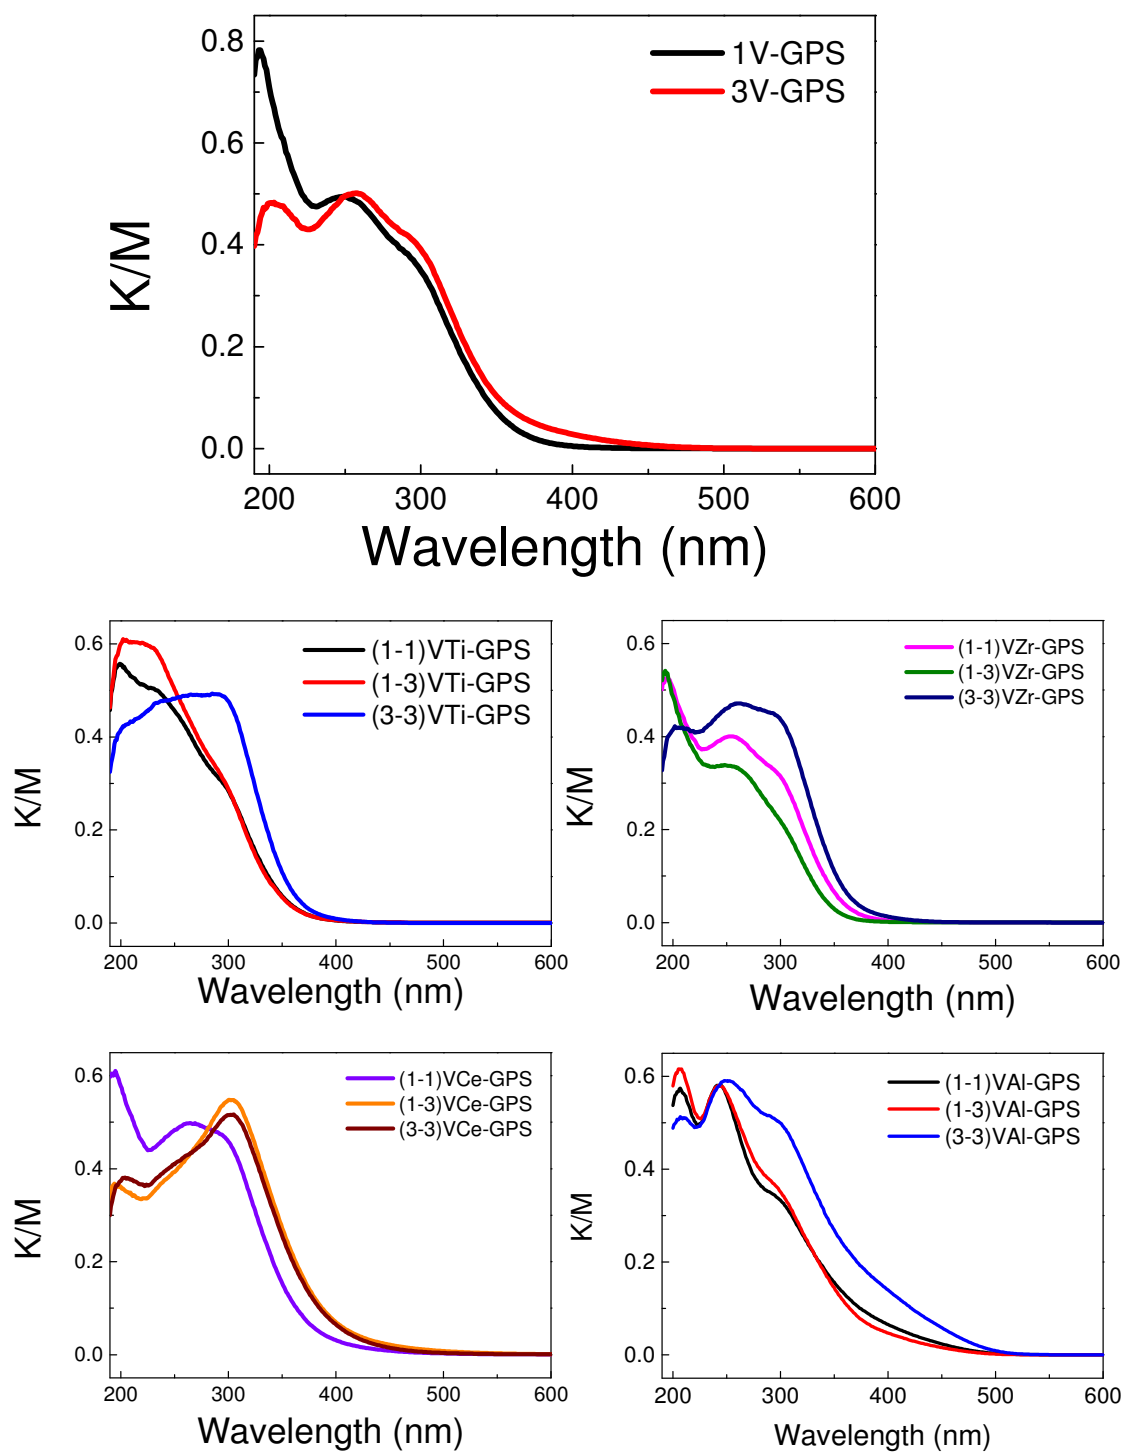 1V-GPS
3V-GPS
0.8
0.6
0.4
0.2
0.0
K/M
200 300 400 500 600
Wavelength (nm)
(1-1)VTi-GPS
(1-3)VTi-GPS
(3-3)VTi-GPS
0.6
0.4
0.2
0.0
K/M
200 300 400 500 600
Wavelength (nm)
(1-1)VZr-GPS
(1-3)VZr-GPS
(3-3)VZr-GPS
0.6
0.4
0.2
0.0
K/M
200 300 400 500 600
Wavelength (nm)
(1-1)VCe-GPS
(1-3)VCe-GPS
(3-3)VCe-GPS
0.6
0.4
0.2
0.0
K/M
200 300 400 500 600
Wavelength (nm)
(1-1)VAl-GPS
(1-3)VAl-GPS
(3-3)VAl-GPS
0.6
0.4
0.2
0.0
K/M
200 300 400 500 600
Wavelength (nm)